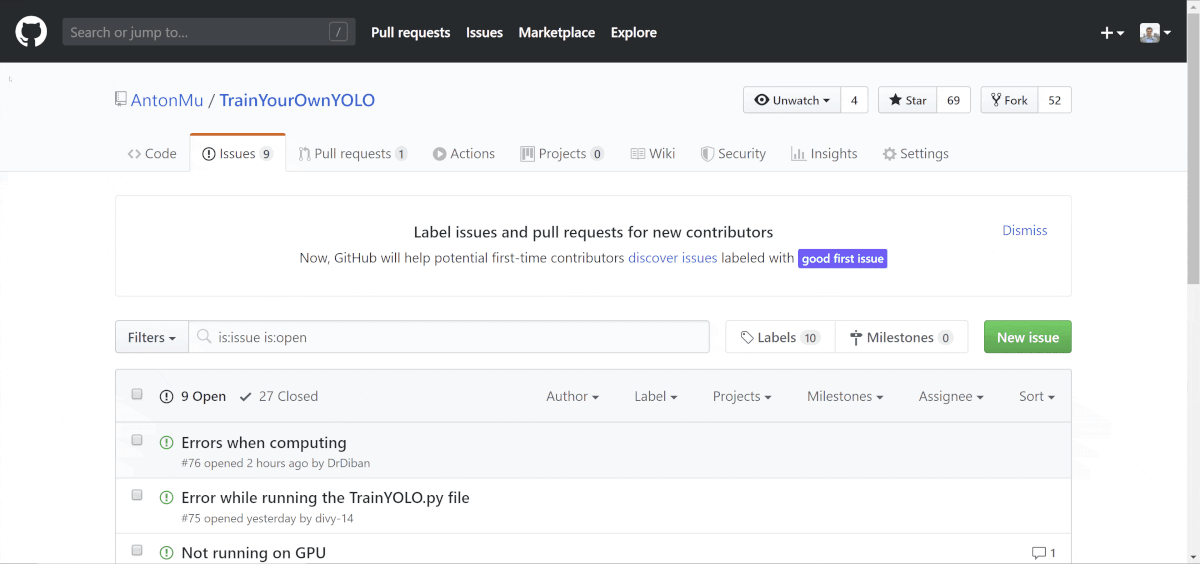 Search or jump to... / Pull requests Issues Marketplace Explore
AntonMu / TrainYourOwnYOLO Unwatch 4 Star 69 Fork 52
Code Issues 9 Pull requests 1 Actions Projects 0 Wiki Security Insights Settings
Label issues and pull requests for new contributors Dismiss
Now, GitHub will help potential first-time contributors discover issues labeled with good first issue
Filters is:issue is:open Labels 10 Milestones 0 New issue
9 Open 27 Closed Author Label Projects Milestones Assignee Sort
Errors when computing
#76 opened 2 hours ago by DrDiban
Error while running the TrainYOLO.py file
#75 opened yesterday by divy-14
Not running on GPU 1